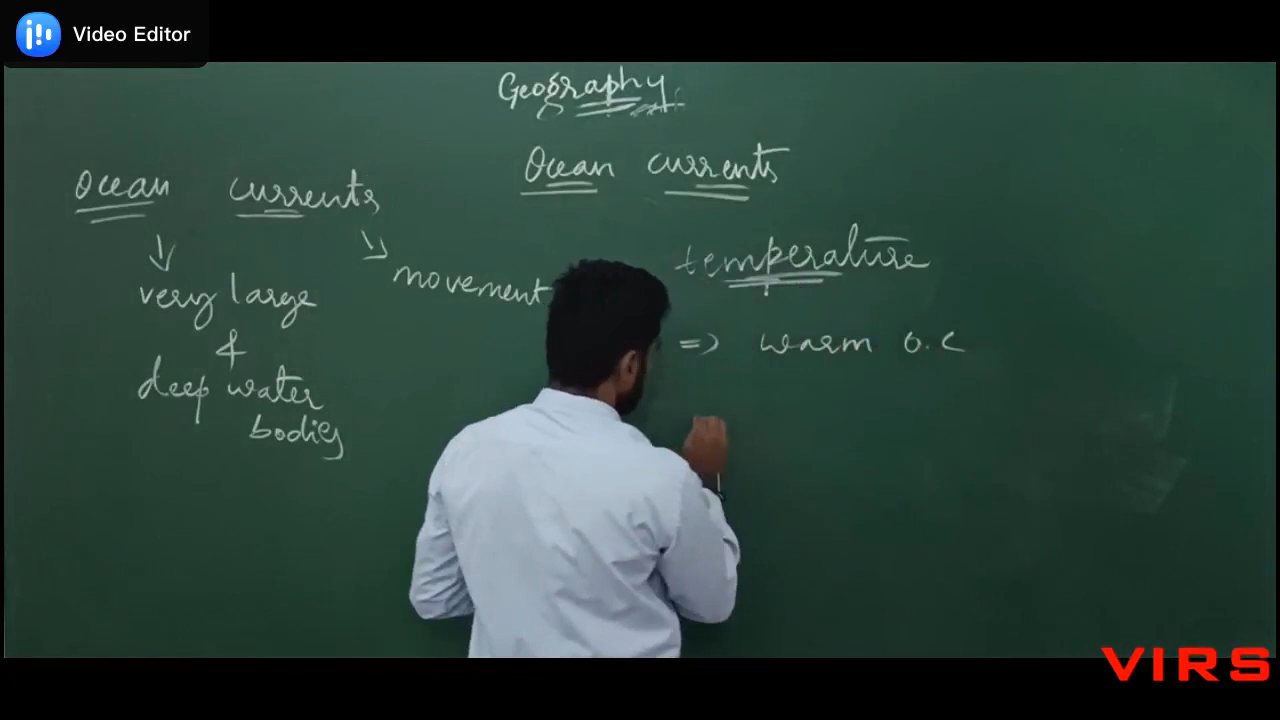 Video Editor
Geography
Ocean currents
Ocean currents
very large
&
deep water
bodies
movement
temperature
=> warm o.c
VIRS